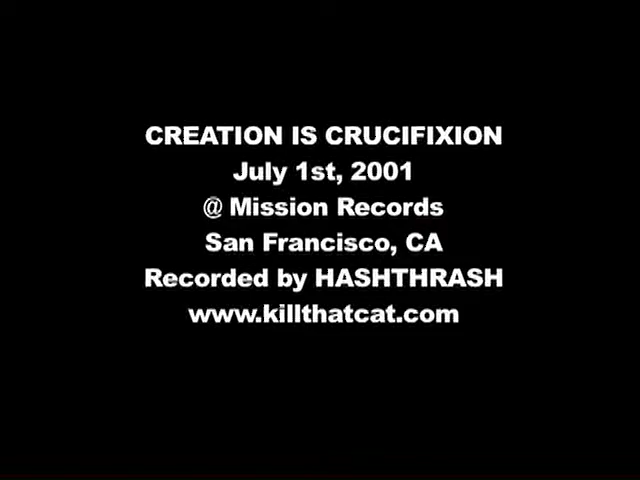 CREATION IS CRUCIFIXION
July 1st, 2001
@ Mission Records
San Francisco, CA
Recorded by HASHTHRASH
www.killthatcat.com